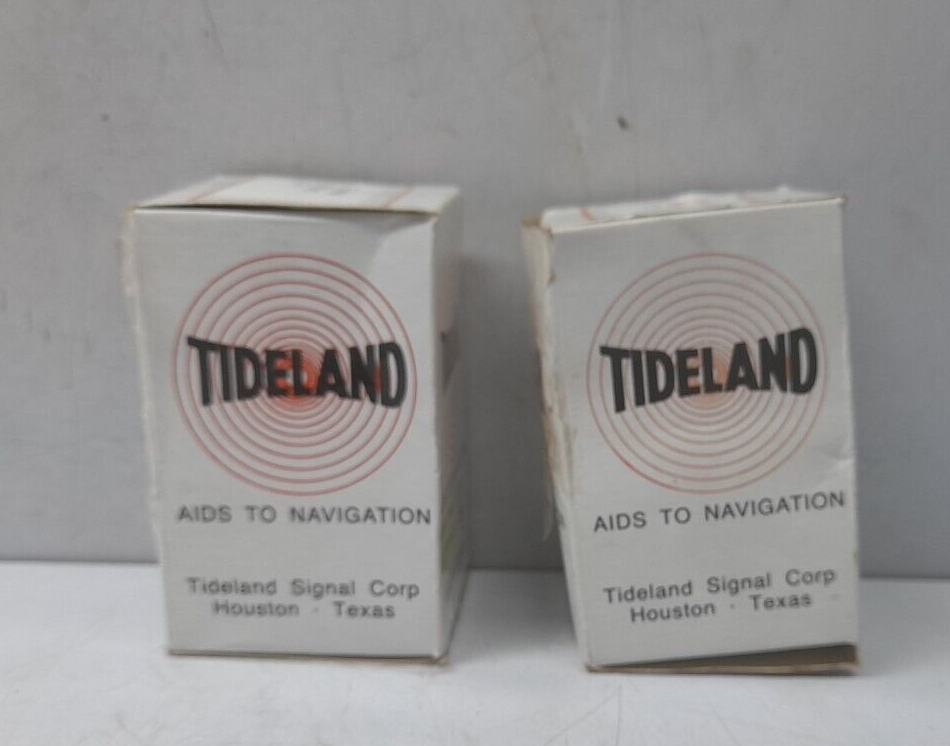 TIDELAND
AIDS TO NAVIGATION
Tideland Signal Corp
Houston · Texas
TIDELAND
AIDS TO NAVIGATION
Tideland Signal Corp
Houston · Texas